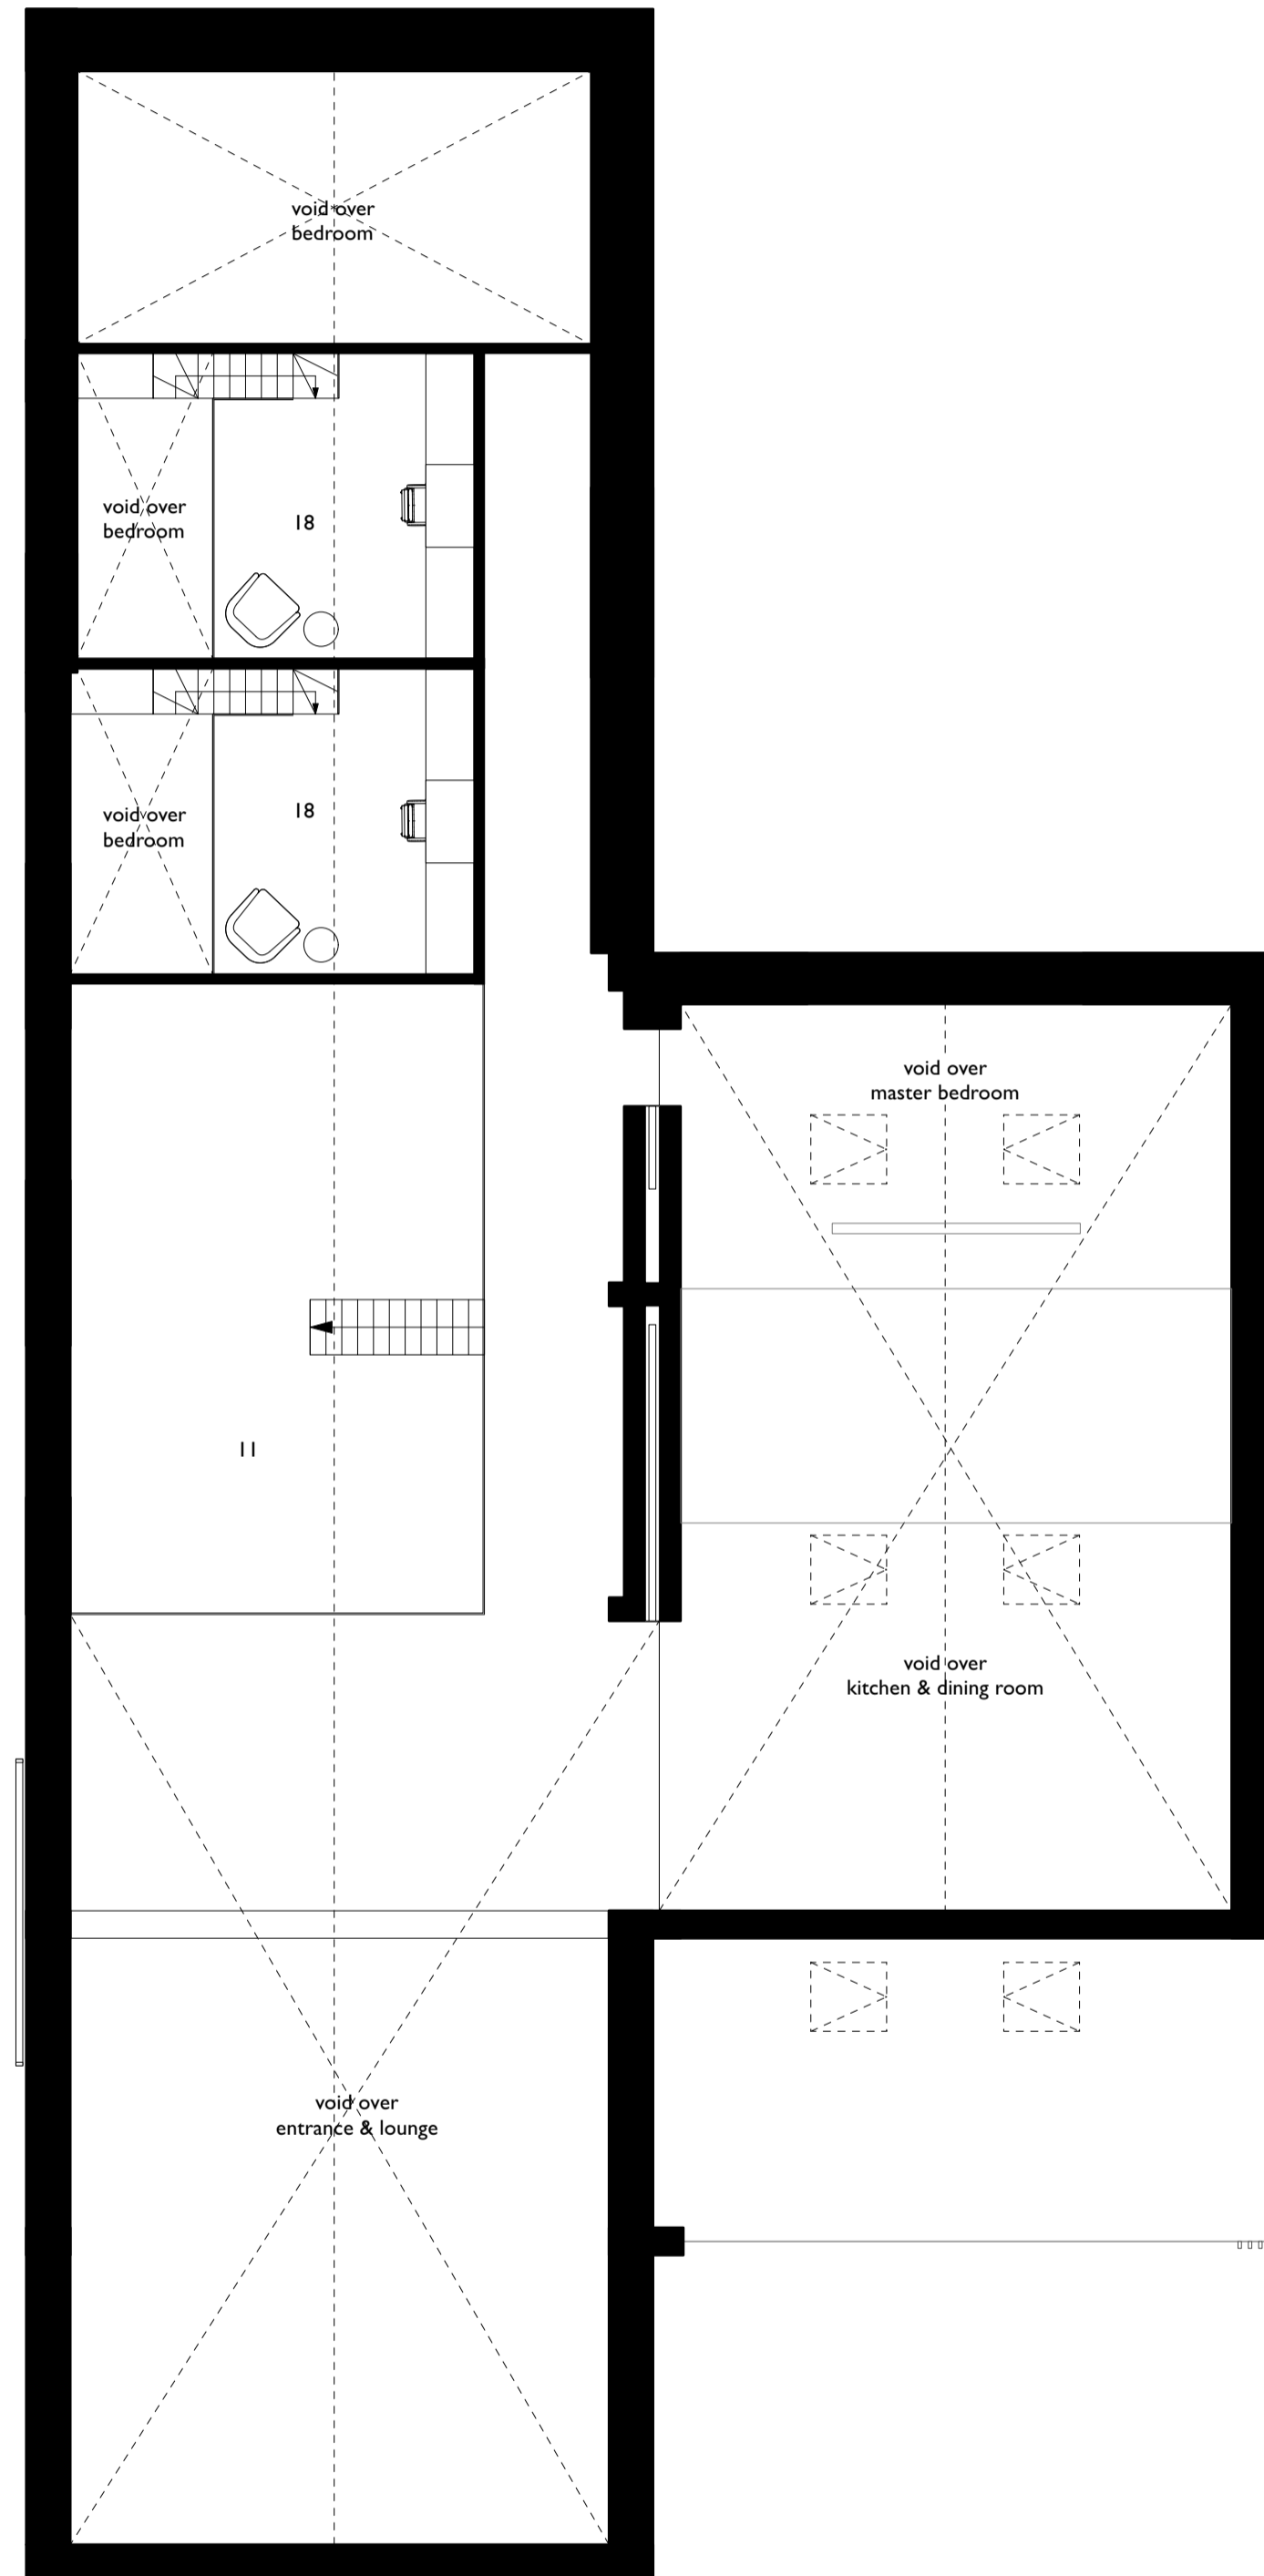 void over
bedroom
void over
bedroom
18
void over
bedroom
18
void over
master bedroom
11
void over
kitchen & dining room
void over
entrance & lounge